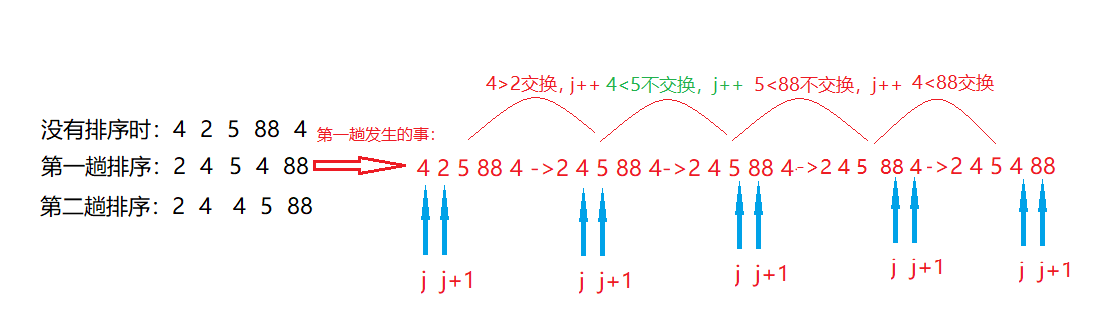 4>2交换，j++ 4<5不交换，j++ 5<88不交换，j++ 4<88交换
没有排序时：4 2 5 88 4 第一趟发生的事：
第一趟排序：2 4 5 4 88 4 2 5 88 4 ->2 4 5 88 4->2 4 5 88 4->2 4 5 88 4->2 4 5 4 88
第二趟排序：2 4 4 5 88
j j+1 j j+1 j j+1 j j+1 j j+1